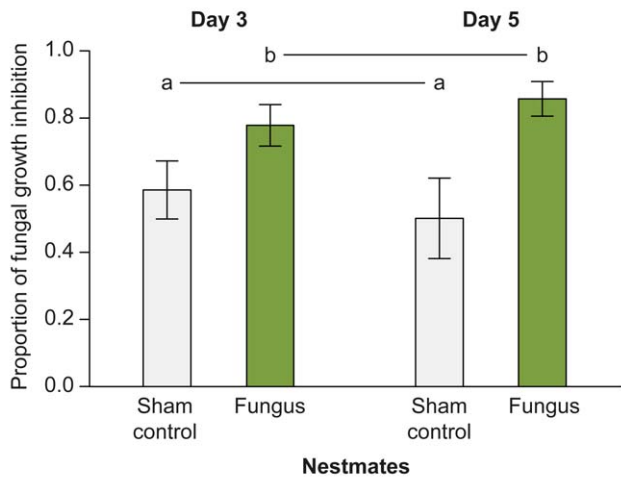 Day 3 Day 5
Proportion of fungal growth inhibition
1.0
0.8
0.6
0.4
0.2
0.0
b b
a a
Sham control
Fungus
Sham control
Fungus
Nestmates